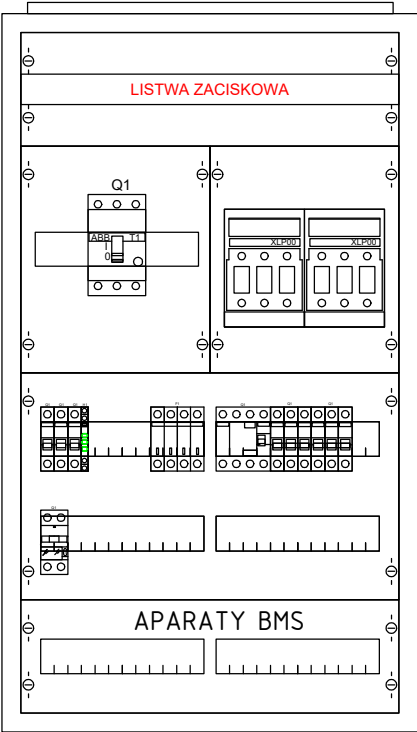 LISTWA ZACISKOWA
Q1
ABB T1
I
0
XLP00 XLP00
APARATY BMS